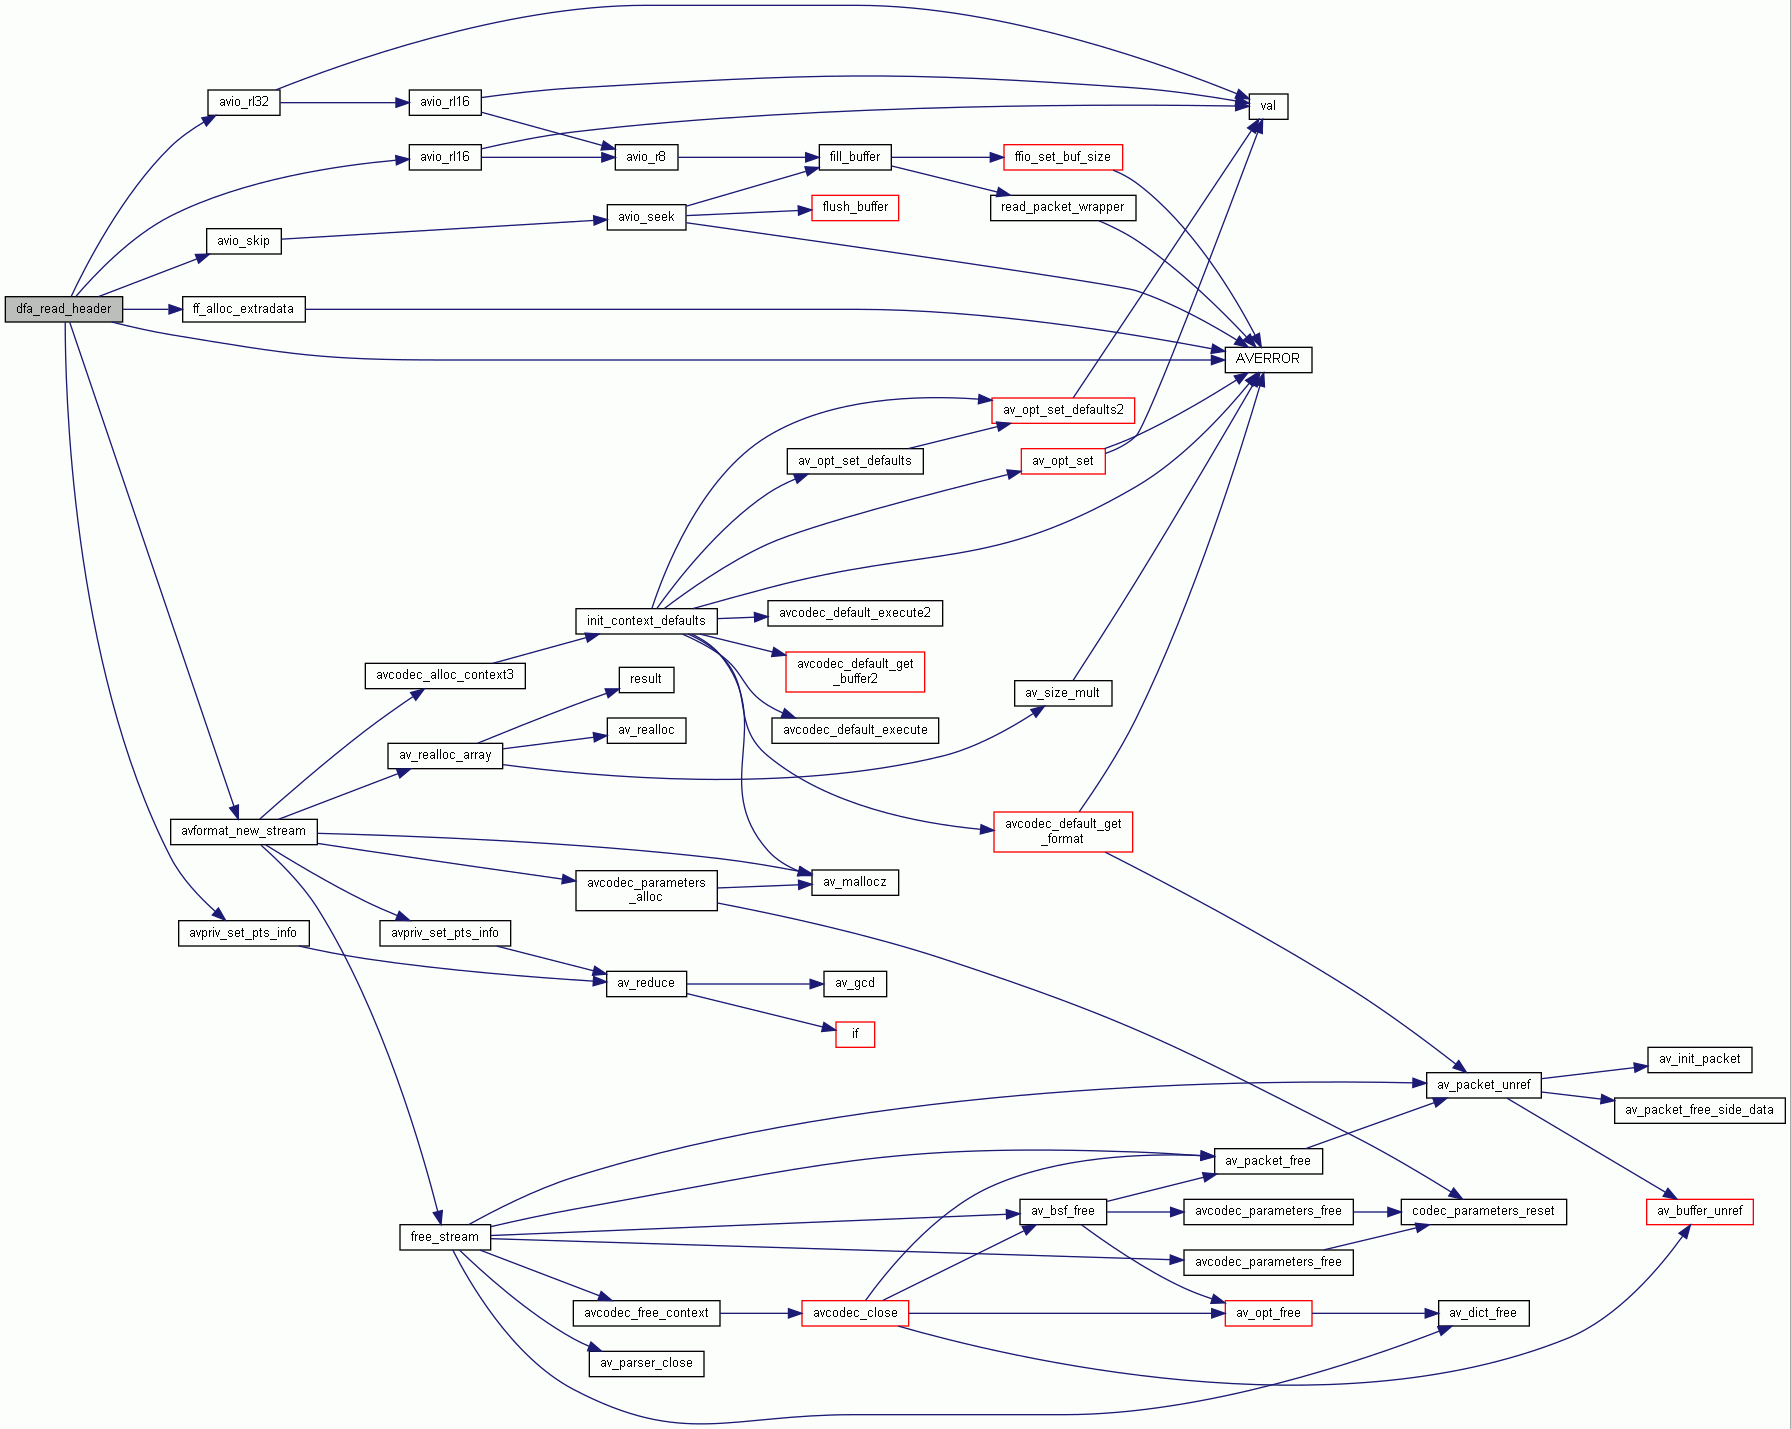 avio_rl32
avio_rl16
val
avio_rl16
avio_r8
fill_buffer
ffio_set_buf_size
read_packet_wrapper
flush_buffer
avio_seek
avio_skip
dfa_read_header
ff_alloc_extradata
AVERROR
av_opt_set_defaults2
av_opt_set_defaults
av_opt_set
init_context_defaults
avcodec_default_execute2
avcodec_default_get
_buffer2
avcodec_alloc_context3
result
av_size_mult
av_realloc
avcodec_default_execute
av_realloc_array
avformat_new_stream
avcodec_default_get
_format
avcodec_parameters
_alloc
av_mallocz
avpriv_set_pts_info
avpriv_set_pts_info
av_reduce
av_gcd
if
av_init_packet
av_packet_unref
av_packet_free_side_data
av_packet_free
av_bsf_free
avcodec_parameters_free
codec_parameters_reset
av_buffer_unref
free_stream
avcodec_parameters_free
avcodec_free_context
avcodec_close
av_opt_free
av_dict_free
av_parser_close